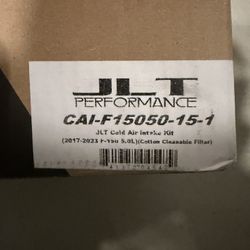 JLT
PERFORMANCE
CAI-F15050-15-1
JLT Cold Air Intake Kit
(2017-2023 F-150 5.0L)(Cotton Cleanable Filter)